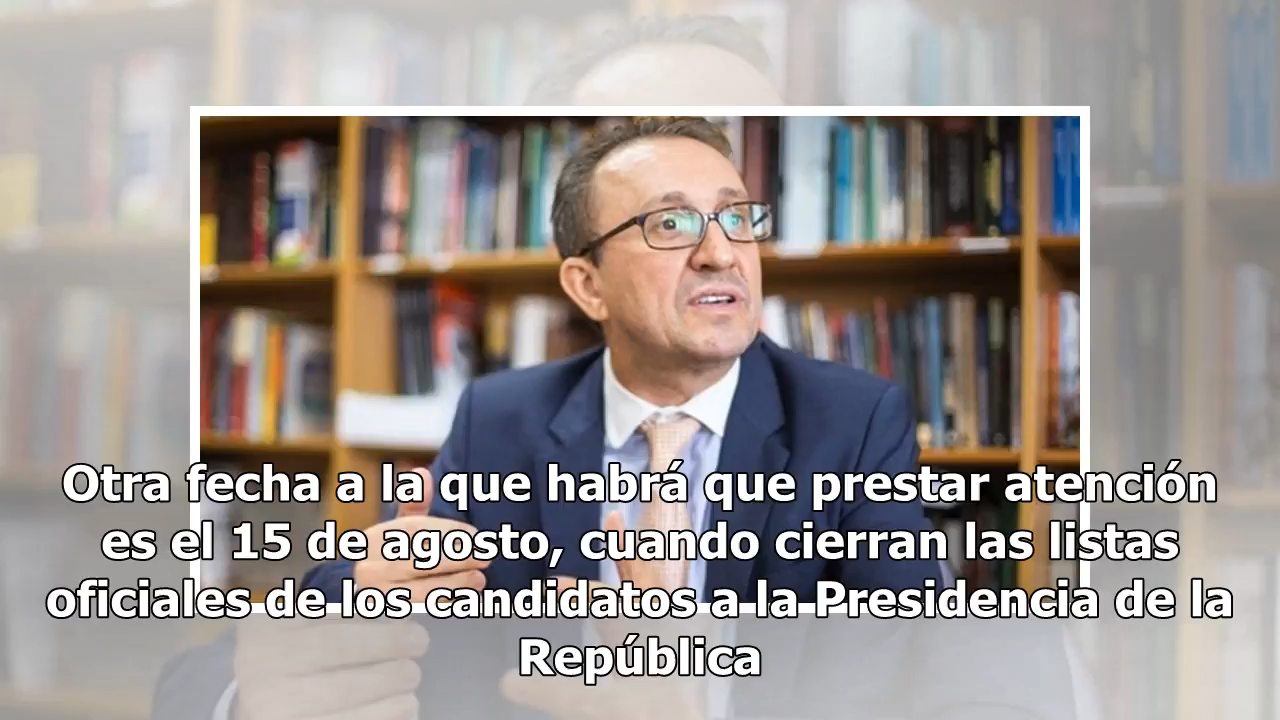 Otra fecha a la que habrá que prestar atención
es el 15 de agosto, cuando cierran las listas
oficiales de los candidatos a la Presidencia de la
República